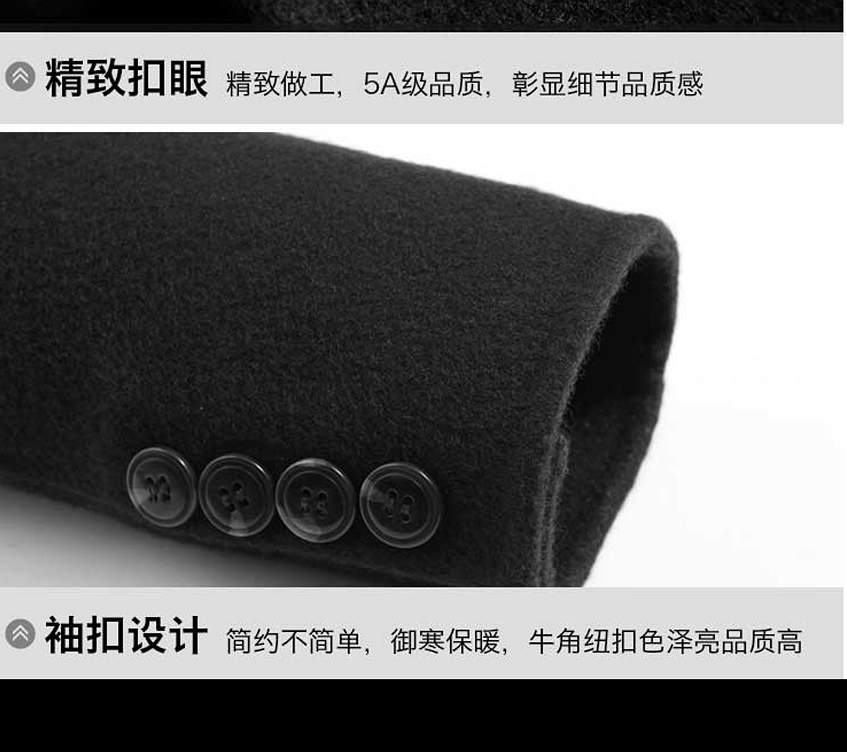 精致扣眼 精致做工，5A级品质，彰显细节品质感
袖扣设计 简约不简单，御寒保暖，牛角纽扣色泽亮品质高